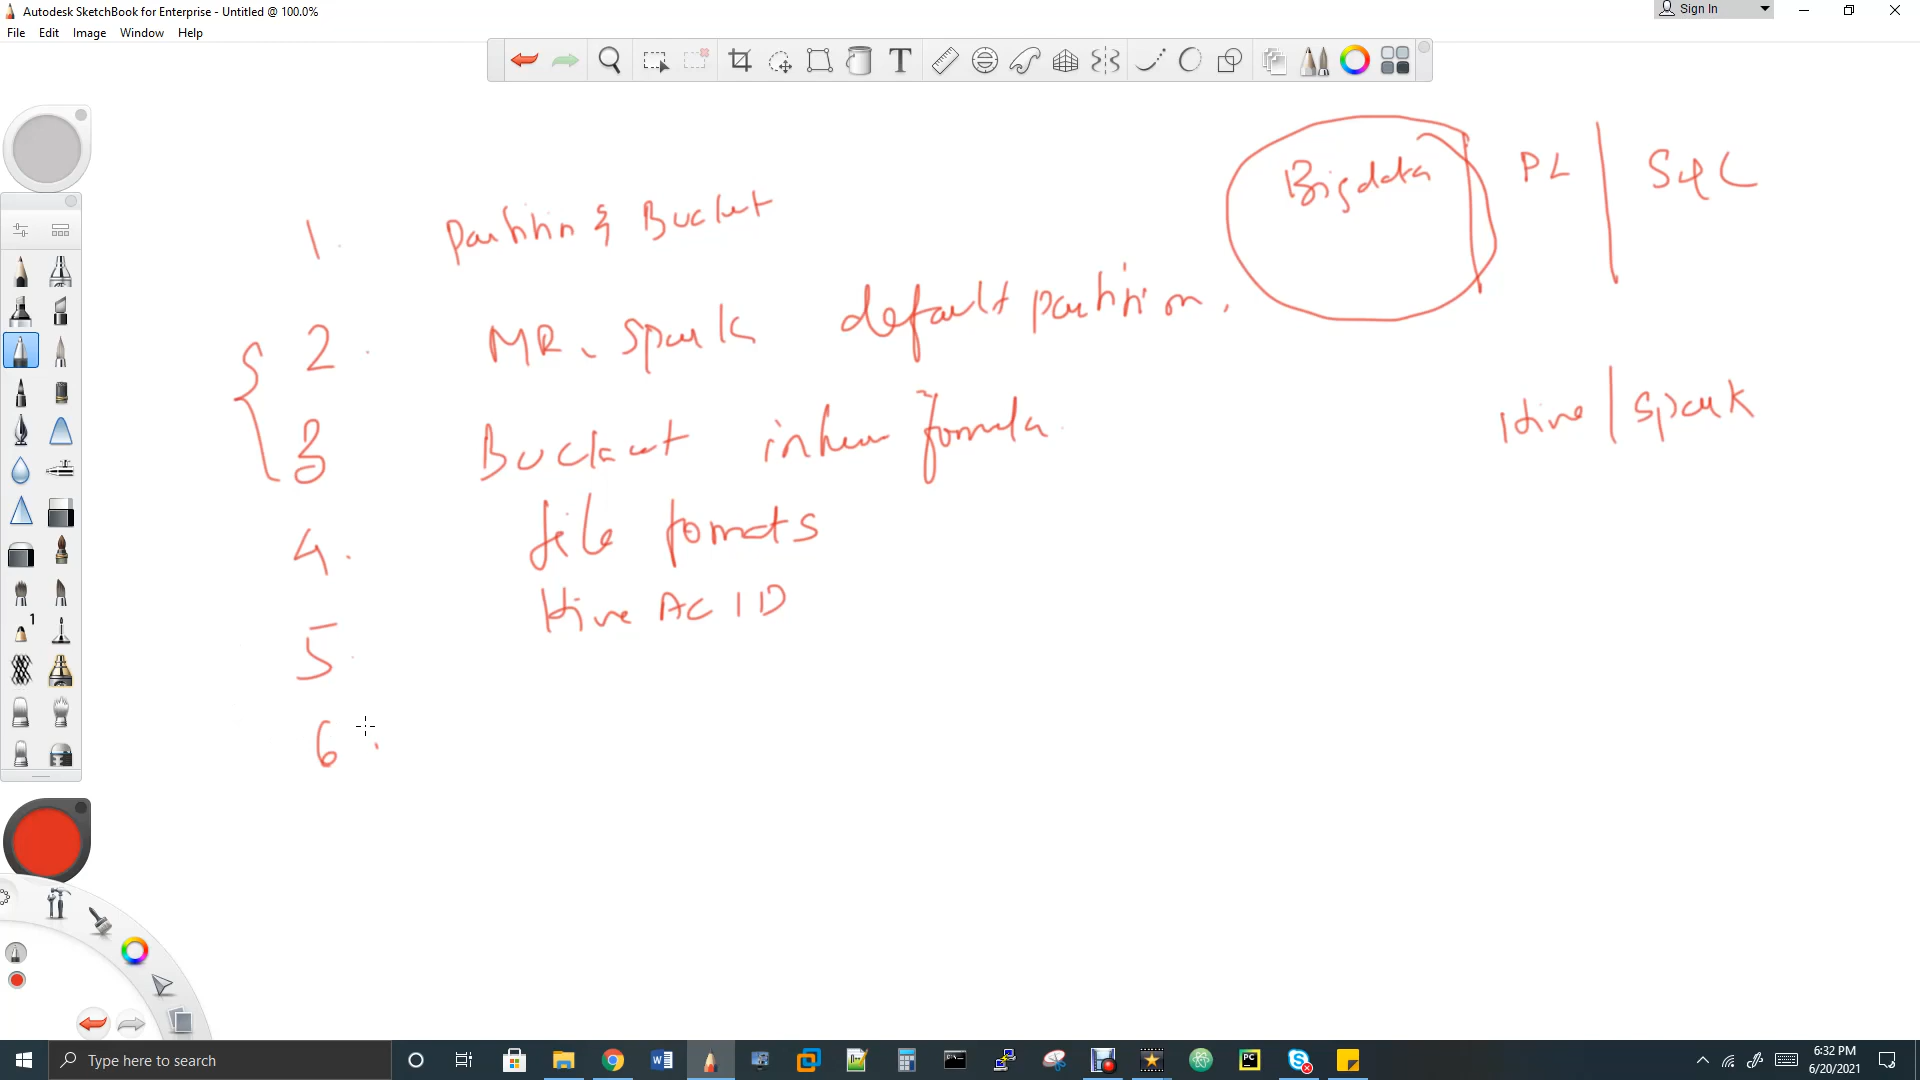 Autodesk SketchBook for Enterprise - Untitled @ 100.0%
Sign In
File Edit Image Window Help
Bigdata | PL | SQL
1. Partition & Bucket
2. MR, Spark default partition.
Hive | Spark
3 Bucket formula
4. file formats
Hive ACID
5
6.
1
Type here to search
6:32 PM
6/20/2021